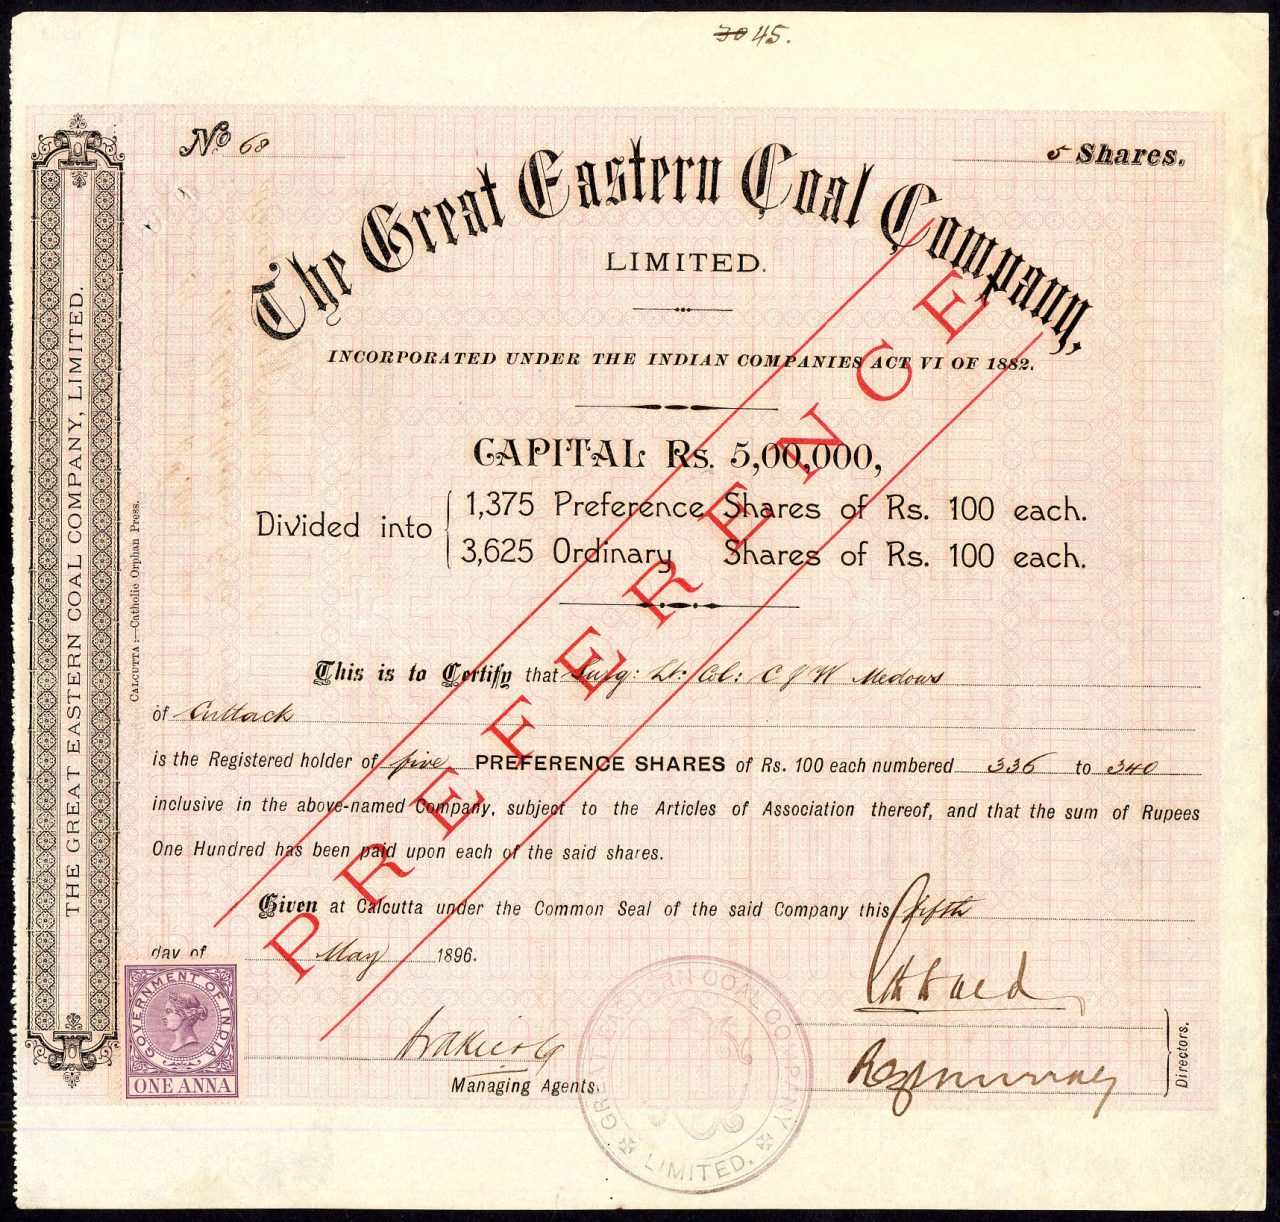 30 45.
No 68
5 Shares.
The Great Eastern Coal Company,
LIMITED.
INCORPORATED UNDER THE INDIAN COMPANIES ACT VI OF 1882.
CAPITAL Rs. 5,00,000,
Divided into
1,375 Preference Shares of Rs. 100 each.
3,625 Ordinary Shares of Rs. 100 each.
PREFERENCE
This is to Certify that Surg: Lt: Col: C J W Medows
of Cuttack
is the Registered holder of five PREFERENCE SHARES of Rs. 100 each numbered 336 to 340
inclusive in the above-named Company, subject to the Articles of Association thereof, and that the sum of Rupees
One Hundred has been paid upon each of the said shares.
Given at Calcutta under the Common Seal of the said Company this fifth
day of May 1896.
GOVERNMENT OF INDIA
ONE ANNA
Managing Agents
GREAT EASTERN COAL COMPANY
LIMITED.
Directors.
THE GREAT EASTERN COAL COMPANY, LIMITED.
CALCUTTA:—Catholic Orphan Press.